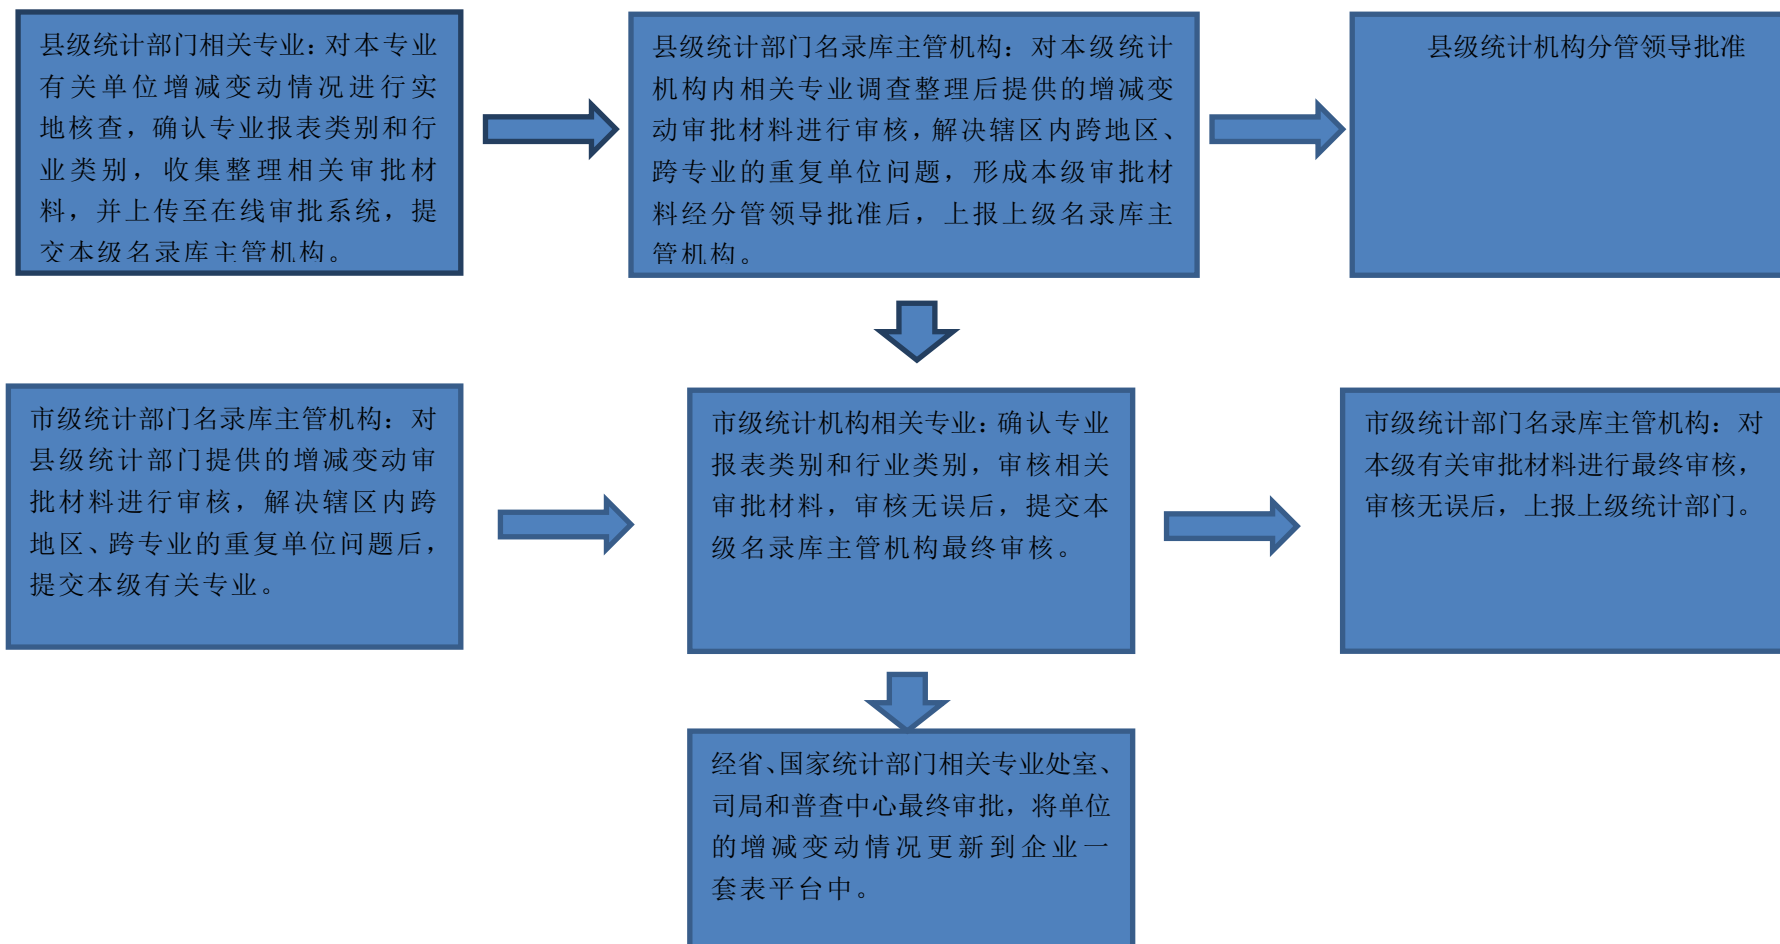 县级统计部门相关专业：对本专业
有关单位增减变动情况进行实
地核查，确认专业报表类别和行
业类别，收集整理相关审批材
料，并上传至在线审批系统，提
交本级名录库主管机构。
县级统计部门名录库主管机构：对本级统计
机构内相关专业调查整理后提供的增减变
动审批材料进行审核，解决辖区内跨地区、
跨专业的重复单位问题，形成本级审批材
料经分管领导批准后，上报上级名录库主
管机构。
县级统计机构分管领导批准
市级统计部门名录库主管机构：对
县级统计部门提供的增减变动审
批材料进行审核，解决辖区内跨
地区、跨专业的重复单位问题后，
提交本级有关专业。
市级统计机构相关专业：确认专业
报表类别和行业类别，审核相关
审批材料，审核无误后，提交本
级名录库主管机构最终审核。
市级统计部门名录库主管机构：对
本级有关审批材料进行最终审核，
审核无误后，上报上级统计部门。
经省、国家统计部门相关专业处室、
司局和普查中心最终审批，将单位
的增减变动情况更新到企业一
套表平台中。